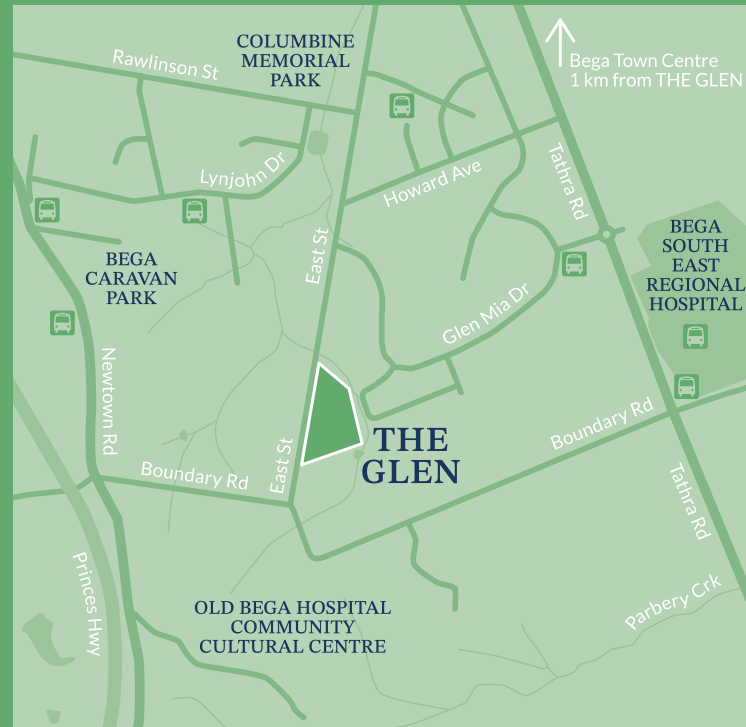 COLUMBINE
MEMORIAL
PARK
Rawlinson St
Bega Town Centre
1 km from THE GLEN
Lynjohn Dr
Howard Ave
Tathra Rd
East St
BEGA
CARAVAN
PARK
BEGA
SOUTH
EAST
REGIONAL
HOSPITAL
Glen Mia Dr
Newtown Rd
THE
GLEN
Boundary Rd
East St
Boundary Rd
Tathra Rd
Princes Hwy
OLD BEGA HOSPITAL
COMMUNITY
CULTURAL CENTRE
Parbery Crk